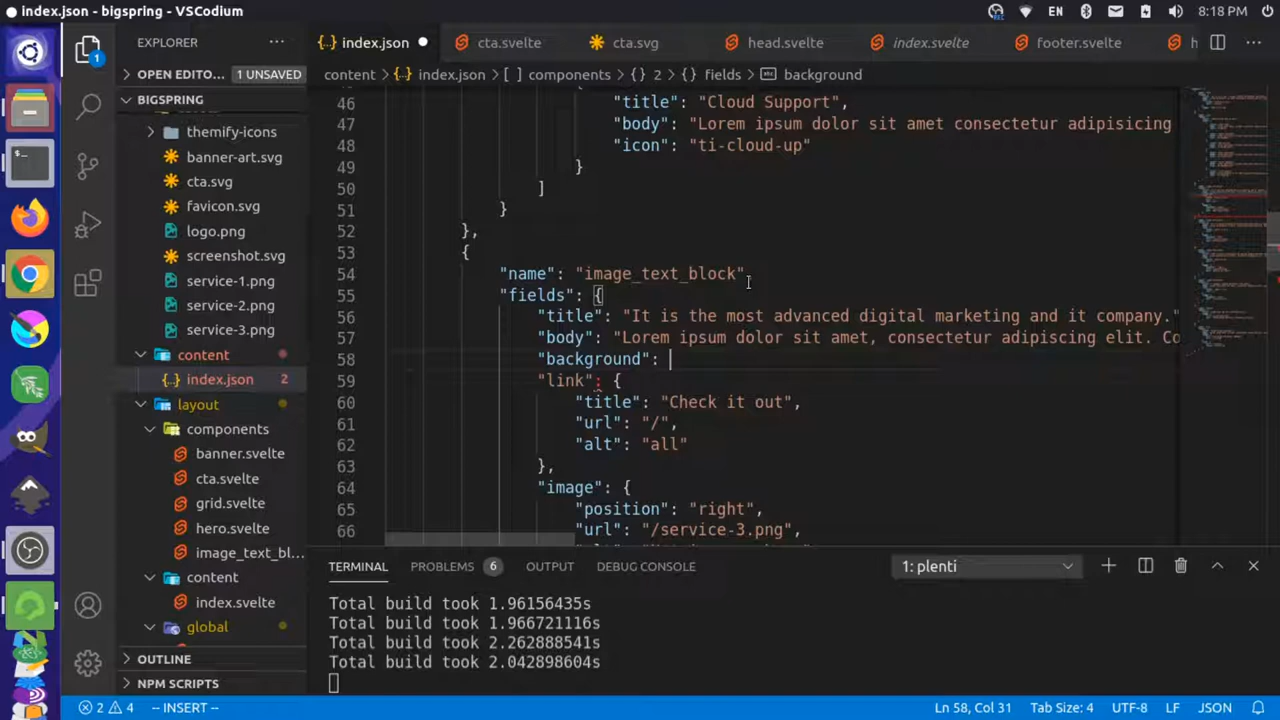 index.json - bigspring - VSCodium
EN
8:18 PM
EXPLORER
index.json
cta.svelte
cta.svg
head.svelte
index.svelte
footer.svelte
h
1
OPEN EDITO... 1 UNSAVED
content > index.json > [ ] components > {} 2 > {} fields > background
BIGSPRING
themify-icons
banner-art.svg
cta.svg
favicon.svg
logo.png
screenshot.svg
service-1.png
service-2.png
service-3.png
content
index.json 2
layout
components
banner.svelte
cta.svelte
grid.svelte
hero.svelte
image_text_bl...
content
index.svelte
global
OUTLINE
NPM SCRIPTS
46 "title": "Cloud Support",
47 "body": "Lorem ipsum dolor sit amet consectetur adipisicing
48 "icon": "ti-cloud-up"
49 }
50 ]
51 }
52 },
53 {
54 "name": "image_text_block",
55 "fields": {
56 "title": "It is the most advanced digital marketing and it company."
57 "body": "Lorem ipsum dolor sit amet, consectetur adipiscing elit. Co
58 "background":
59 "link": {
60 "title": "Check it out",
61 "url": "/",
62 "alt": "all"
63 },
64 "image": {
65 "position": "right",
66 "url": "/service-3.png",
TERMINAL PROBLEMS 6 OUTPUT DEBUG CONSOLE 1: plenti
Total build took 1.96156435s
Total build took 1.966721116s
Total build took 2.262888541s
Total build took 2.042898604s
2 4 -- INSERT -- Ln 58, Col 31 Tab Size: 4 UTF-8 LF JSON